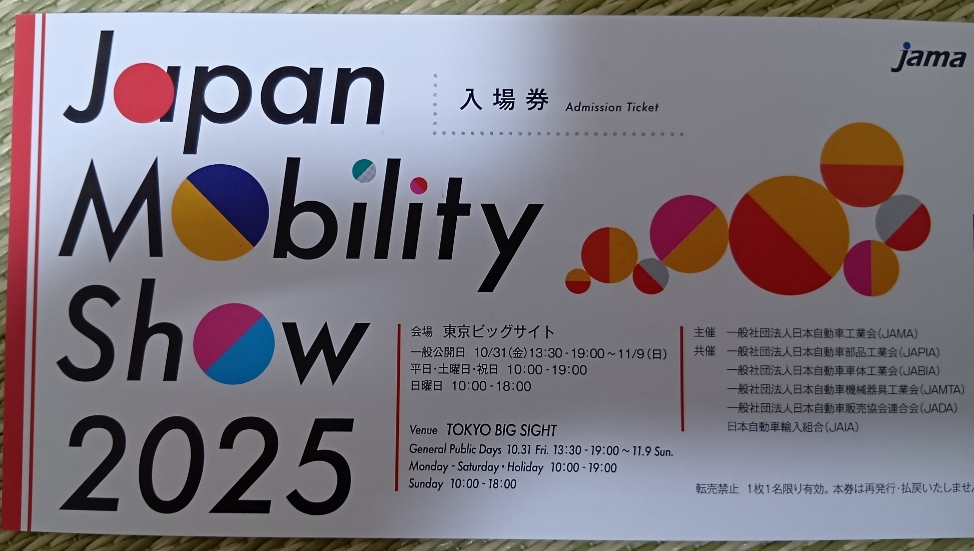 Japan
Mobility
Show
2025
入場券 Admission Ticket
jama
会場 東京ビッグサイト
一般公開日 10/31(金)13:30-19:00～11/9(日)
平日・土曜日・祝日 10:00-19:00
日曜日 10:00-18:00
Venue TOKYO BIG SIGHT
General Public Days 10.31 Fri. 13:30-19:00～11.9 Sun.
Monday - Saturday・Holiday 10:00-19:00
Sunday 10:00-18:00
主催 一般社団法人日本自動車工業会(JAMA)
共催 一般社団法人日本自動車部品工業会(JAPIA)
一般社団法人日本自動車車体工業会(JABIA)
一般社団法人日本自動車機械器具工業会(JAMTA)
一般社団法人日本自動車販売協会連合会(JADA)
日本自動車輸入組合(JAIA)
転売禁止 1枚1名限り有効。本券は再発行・払戻いたしません